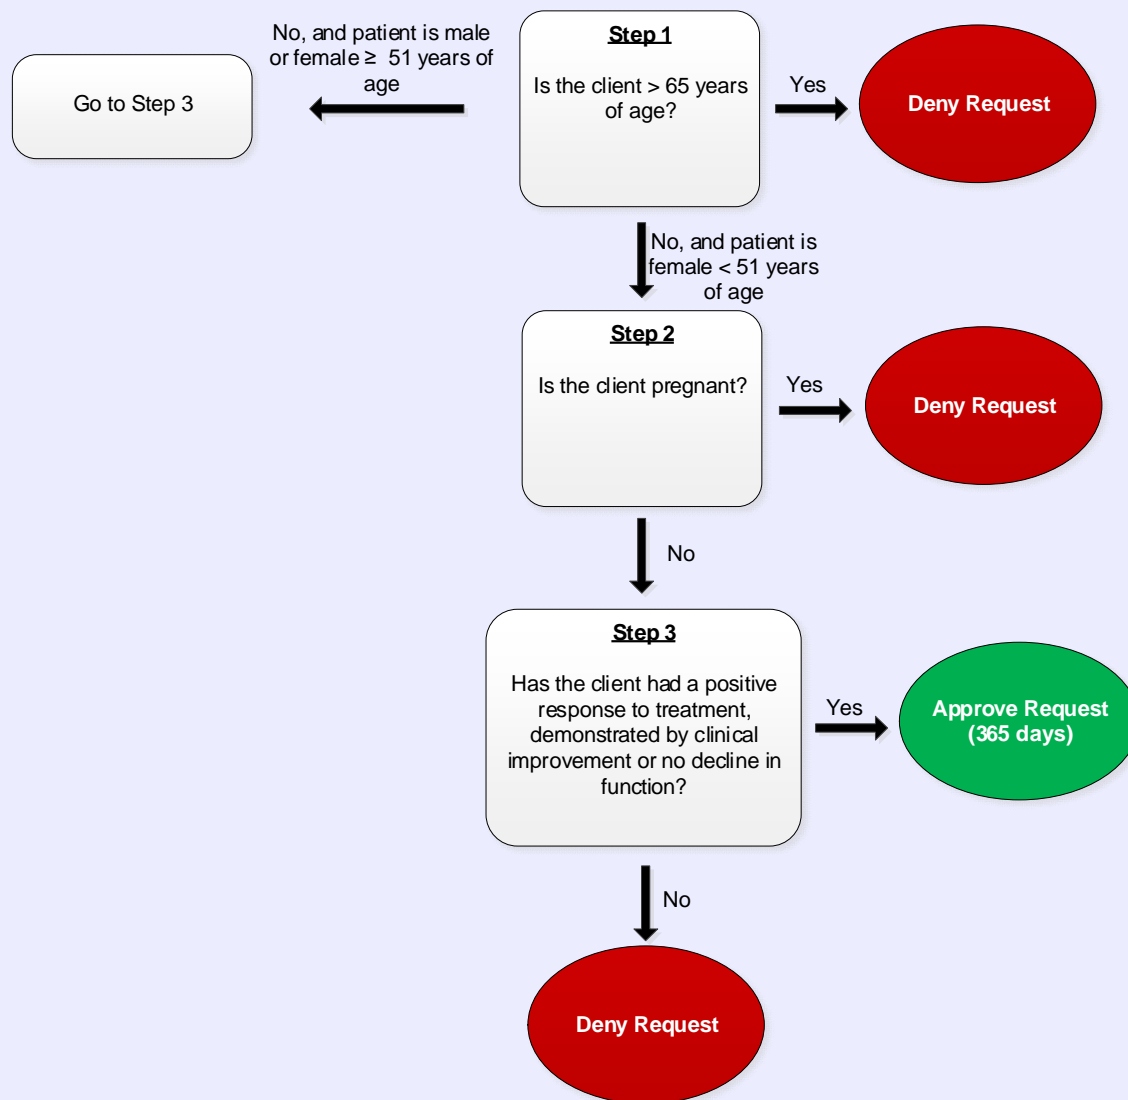 No, and patient is male
or female ≥ 51 years of
age
Go to Step 3
Step 1
Is the client > 65 years
of age?
Yes
Deny Request
No, and patient is
female < 51 years
of age
Step 2
Is the client pregnant?
Yes
Deny Request
No
Step 3
Has the client had a positive
response to treatment,
demonstrated by clinical
improvement or no decline in
function?
Yes
Approve Request
(365 days)
No
Deny Request